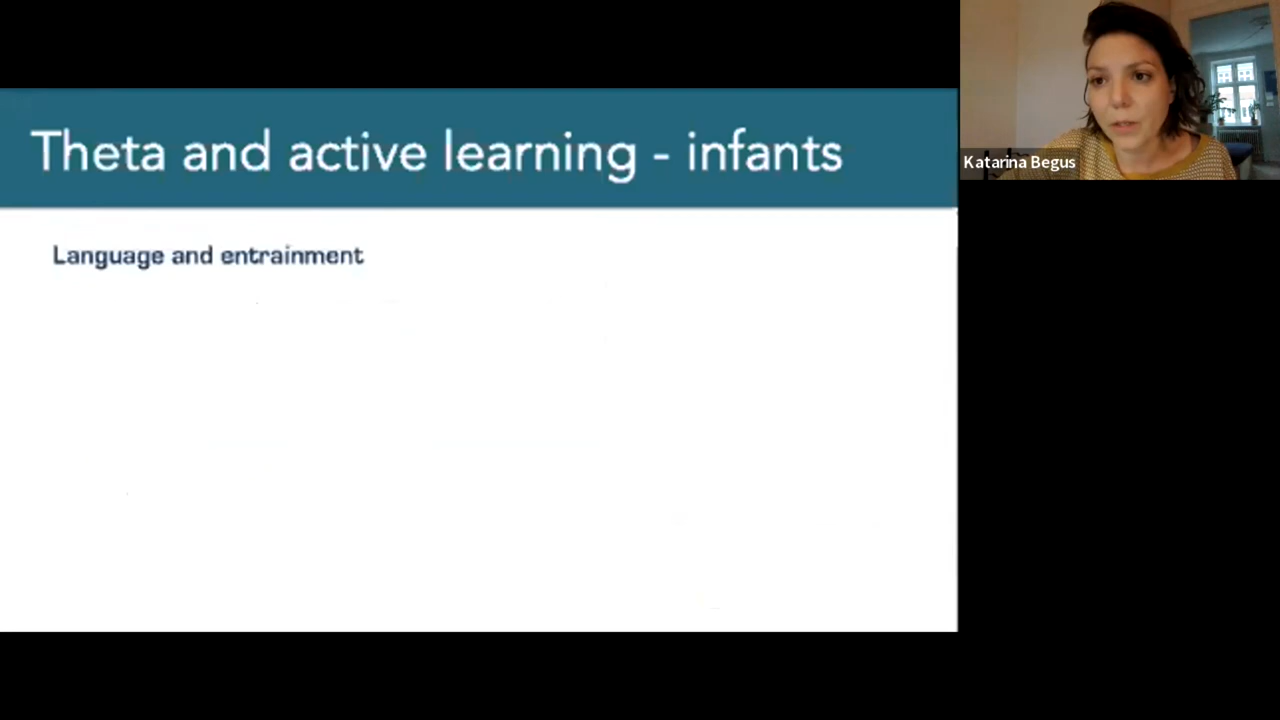 Theta and active learning - infants
Language and entrainment
Katarina Begus